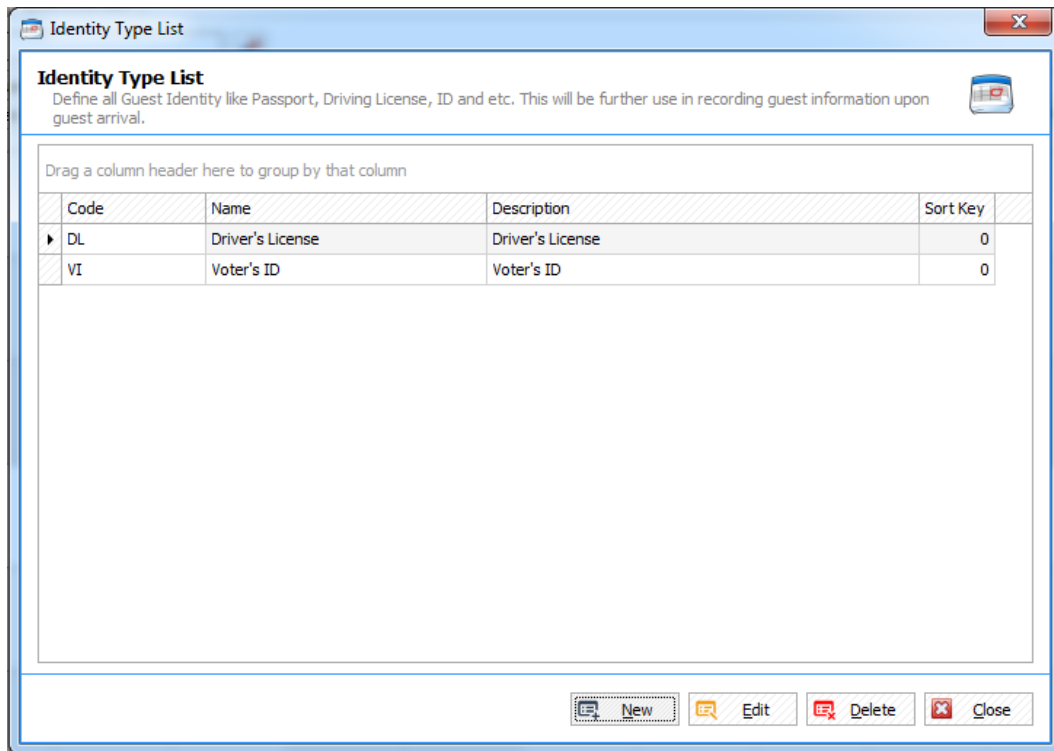 Identity Type List
Identity Type List
Define all Guest Identity like Passport, Driving License, ID and etc. This will be further use in recording guest information upon
guest arrival.
Drag a column header here to group by that column
Code Name Description Sort Key
DL Driver's License Driver's License 0
VI Voter's ID Voter's ID 0
New Edit Delete Close